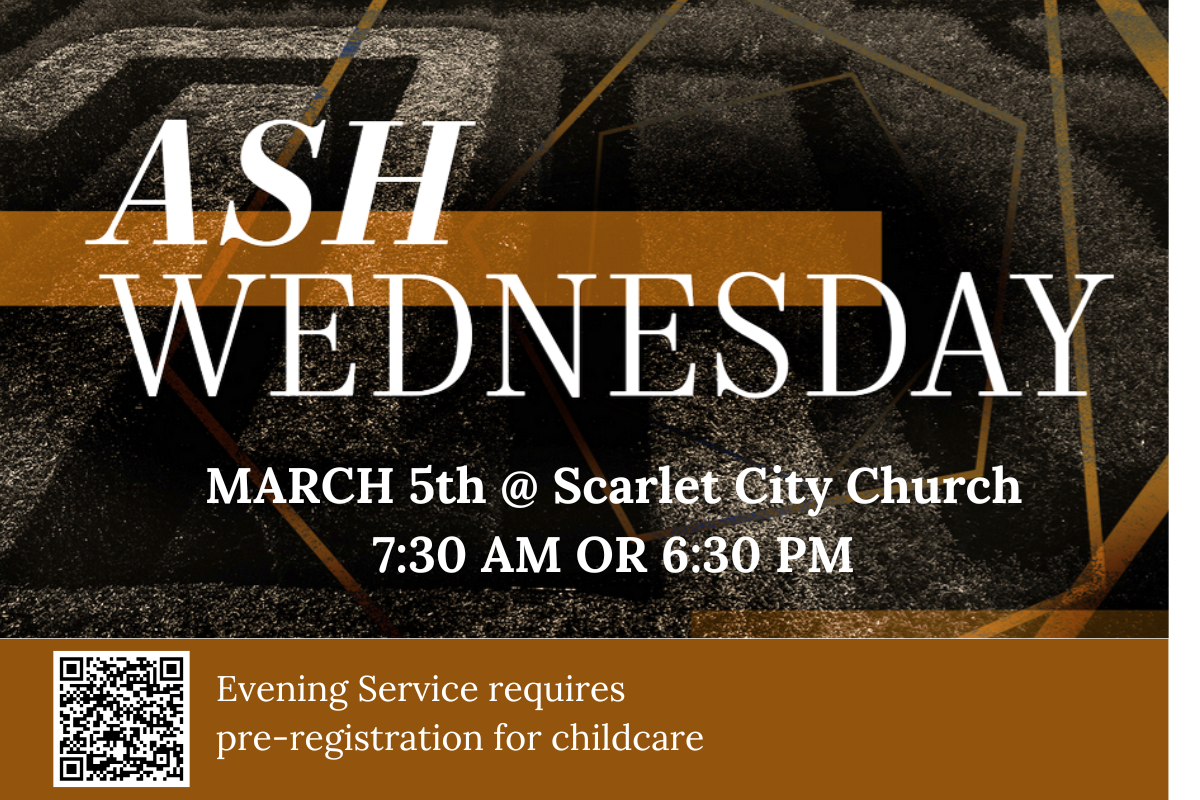 ASH
WEDNESDAY
MARCH 5th @ Scarlet City Church
7:30 AM OR 6:30 PM
Evening Service requires
pre-registration for childcare